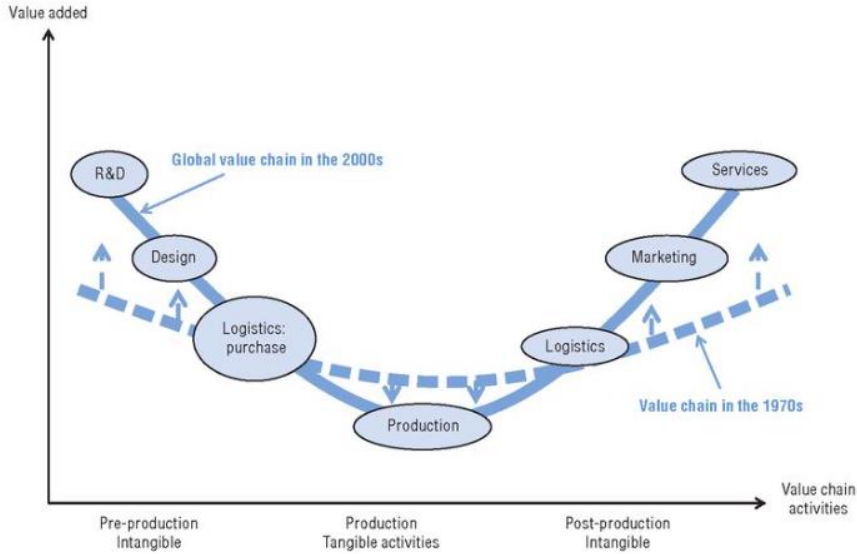 Value added
Global value chain in the 2000s
R&D
Services
Design
Marketing
Logistics:
purchase
Logistics
Value chain in the 1970s
Production
Value chain
activities
Pre-production
Intangible
Production
Tangible activities
Post-production
Intangible